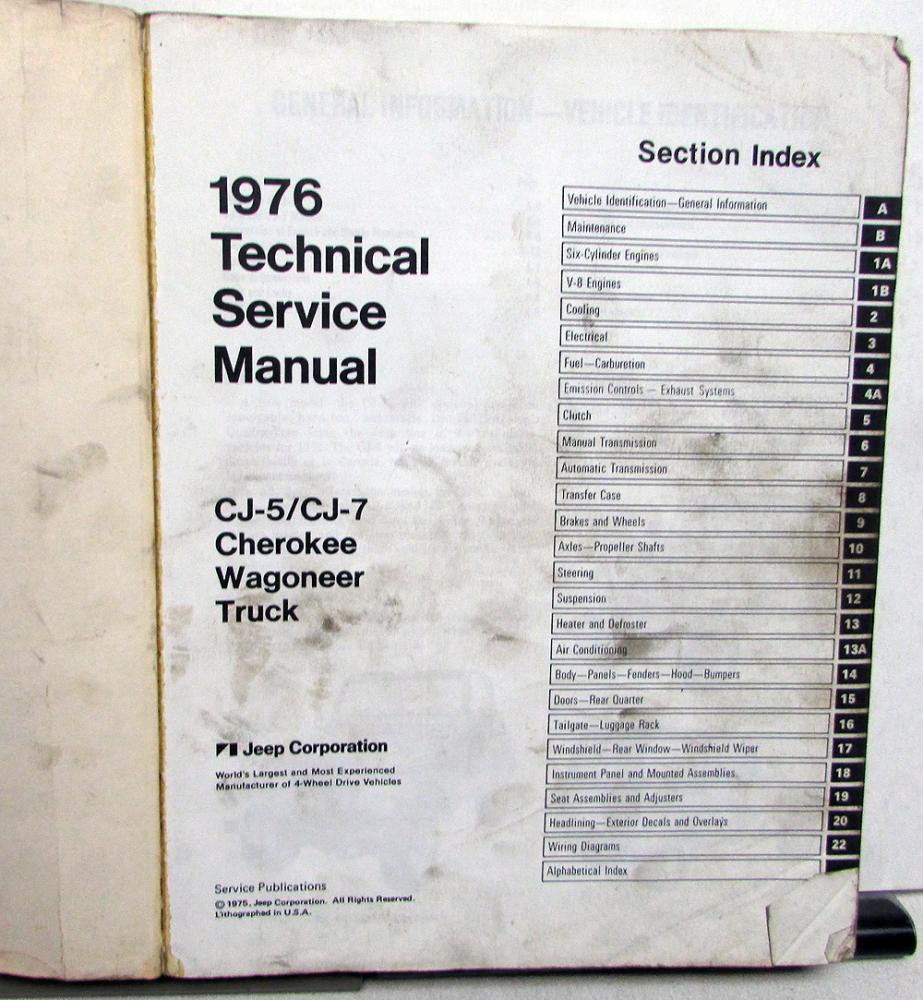 GENERAL INFORMATION—VEHICLE IDENTIFICATION
Section Index
1976
Technical
Service
Manual
CJ-5/CJ-7
Cherokee
Wagoneer
Truck
Jeep Corporation
World's Largest and Most Experienced
Manufacturer of 4-Wheel Drive Vehicles
Service Publications
© 1975, Jeep Corporation. All Rights Reserved.
Lithographed in U.S.A.
Vehicle Identification—General Information A
Maintenance B
Six-Cylinder Engines 1A
V-8 Engines 1B
Cooling 2
Electrical 3
Fuel—Carburetion 4
Emission Controls — Exhaust Systems 4A
Clutch 5
Manual Transmission 6
Automatic Transmission 7
Transfer Case 8
Brakes and Wheels 9
Axles—Propeller Shafts 10
Steering 11
Suspension 12
Heater and Defroster 13
Air Conditioning 13A
Body—Panels—Fenders—Hood—Bumpers 14
Doors—Rear Quarter 15
Tailgate—Luggage Rack 16
Windshield—Rear Window—Windshield Wiper 17
Instrument Panel and Mounted Assemblies 18
Seat Assemblies and Adjusters 19
Headlining—Exterior Decals and Overlays 20
Wiring Diagrams 22
Alphabetical Index